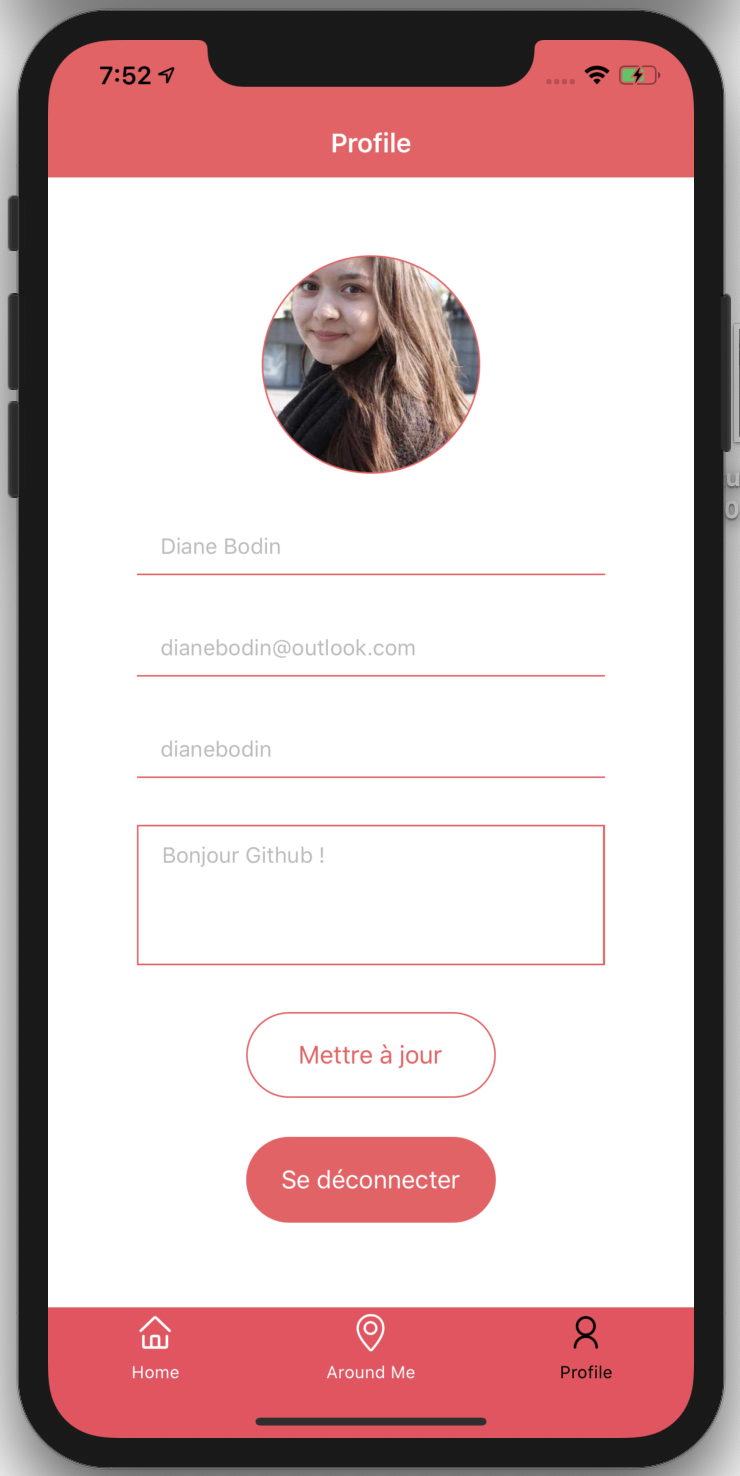 7:52
Profile
Diane Bodin
dianebodin@outlook.com
dianebodin
Bonjour Github !
Mettre à jour
Se déconnecter
Home
Around Me
Profile